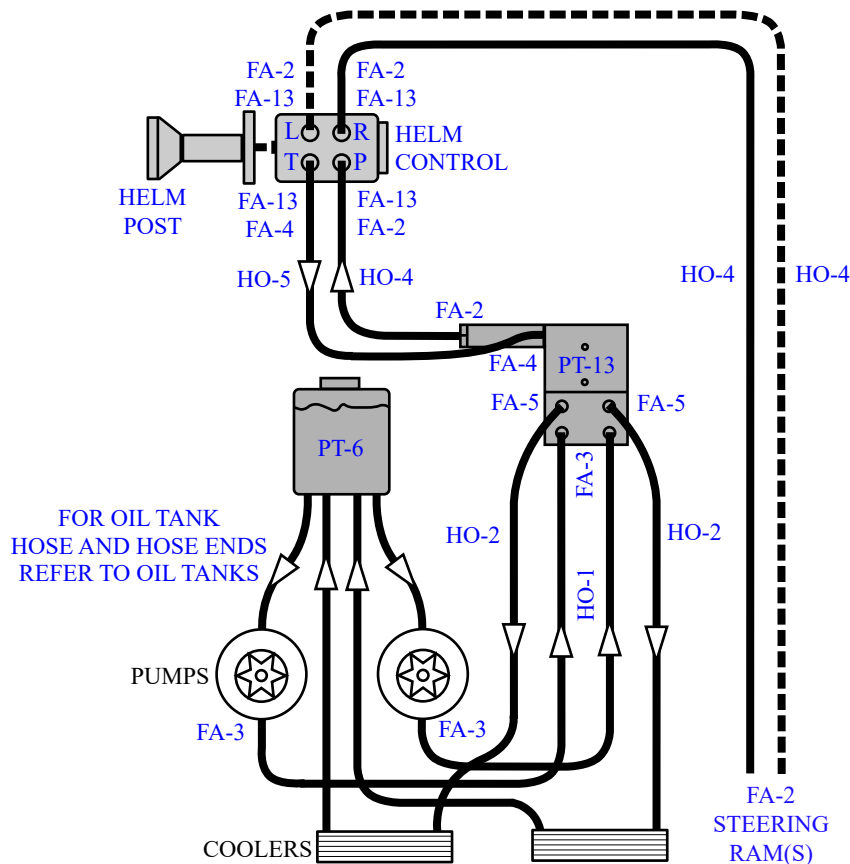 FA-2
FA-2
FA-13
FA-13
L
R
HELM
T
P
CONTROL
HELM
POST
FA-13
FA-13
FA-4
FA-2
HO-5
HO-4
HO-4
HO-4
FA-2
FA-4
PT-13
FA-5
FA-5
PT-6
FA-3
FOR OIL TANK
HOSE AND HOSE ENDS
REFER TO OIL TANKS
HO-2
HO-2
HO-1
PUMPS
FA-3
FA-3
COOLERS
FA-2
STEERING
RAM(S)